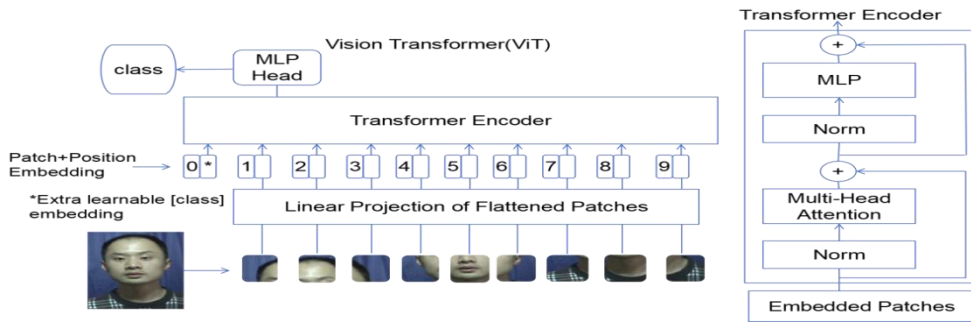 Vision Transformer(ViT)
class
MLP
Head
Transformer Encoder
Patch+Position
Embedding
0 * 1 2 3 4 5 6 7 8 9
*Extra learnable [class]
embedding
Linear Projection of Flattened Patches
Transformer Encoder
+
MLP
Norm
+
Multi-Head
Attention
Norm
Embedded Patches